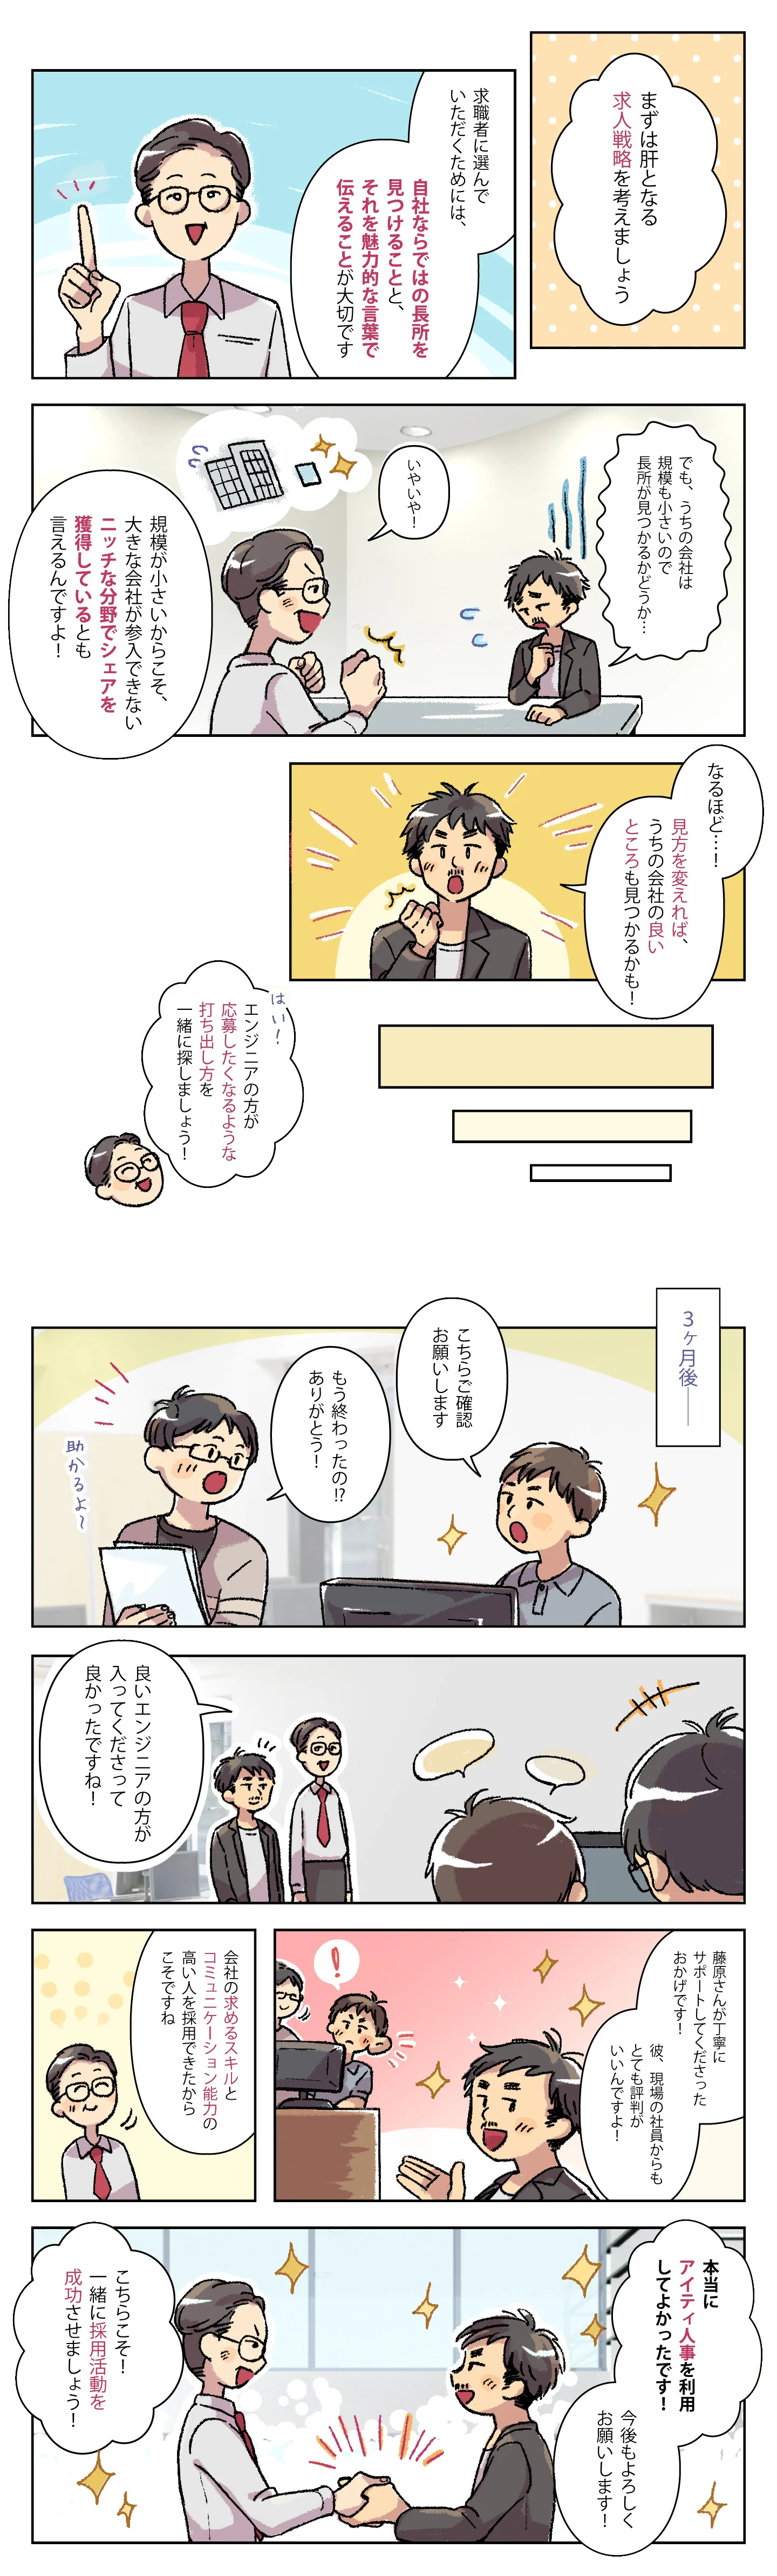 まずは肝となる
求人戦略を考えましょう
求職者に選んで
いただくためには、
自社ならではの長所を
見つけることと、
それを魅力的な言葉で
伝えることが大切です
でも、うちの会社は
規模も小さいので
長所が見つかるかどうか…
いやいや！
規模が小さいからこそ、
大きな会社が参入できない
ニッチな分野でシェアを
獲得しているとも
言えるんですよ！
なるほど…！
見方を変えれば、
うちの会社の良い
ところも見つかるかも！
はい！
エンジニアの方が
応募したくなるような
打ち出し方を
一緒に探しましょう！
3ヶ月後──
こちらご確認
お願いします
もう終わったの!?
ありがとう！
助かるよ〜
良いエンジニアの方が
入ってくださって
良かったですね！
藤原さんが丁寧に
サポートしてくださった
おかげです！
彼、現場の社員からも
とても評判が
いいんですよ！
！
会社の求めるスキルと
コミュニケーション能力の
高い人を採用できたから
こそですね
本当に
アイティ人事を利用
してよかったです！
今後もよろしく
お願いします！
こちらこそ！
一緒に採用活動を
成功させましょう！